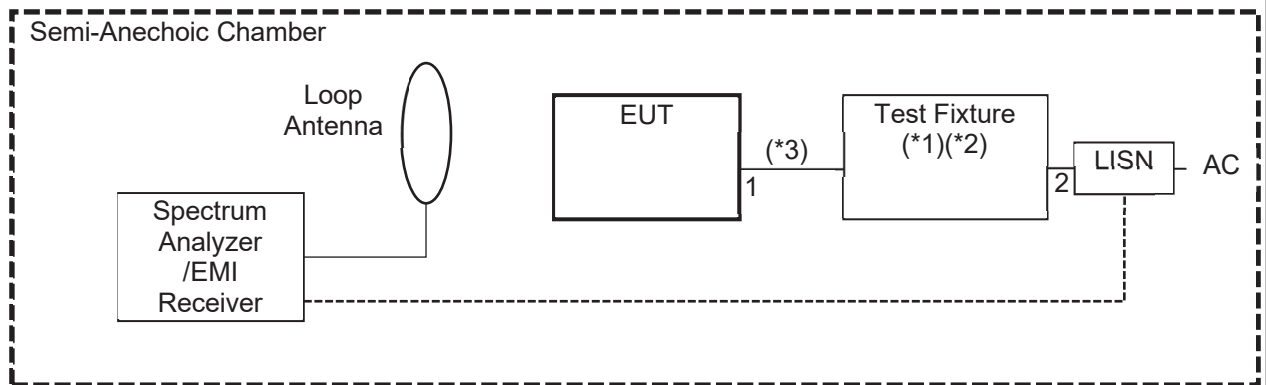 Semi-Anechoic Chamber
Loop
Antenna
EUT
(*3)
1
Test Fixture
(*1)(*2)
2
LISN
AC
Spectrum
Analyzer
/EMI
Receiver